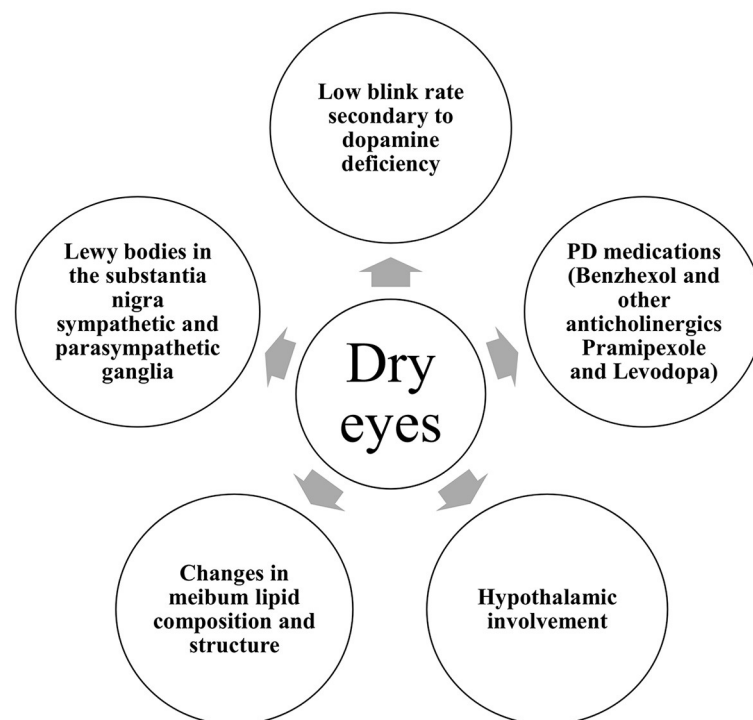 Low blink rate
secondary to
dopamine
deficiency
Lewy bodies in
the substantia
nigra
sympathetic and
parasympathetic
ganglia
PD medications
(Benzhexol and
other
anticholinergics
Pramipexole
and Levodopa)
Dry
eyes
Changes in
meibum lipid
composition and
structure
Hypothalamic
involvement